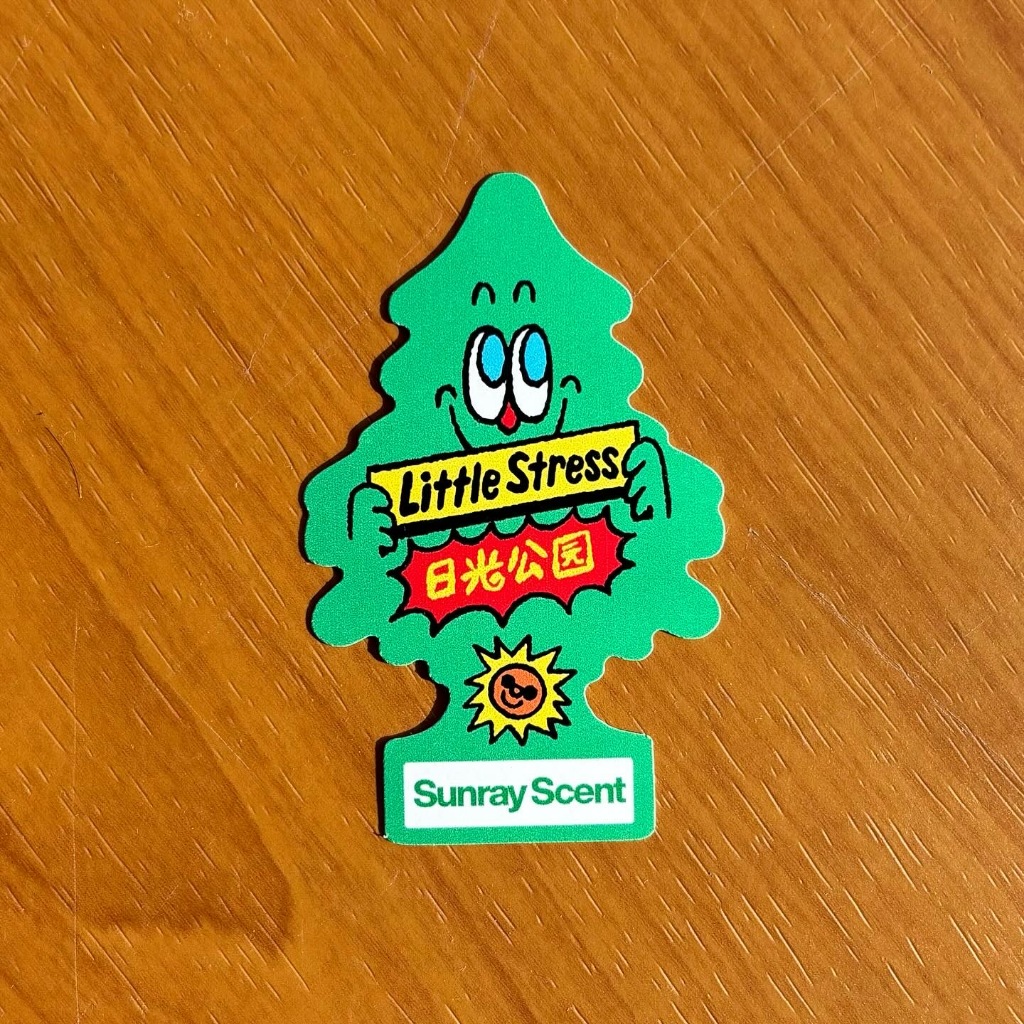 Little Stress
日光公园
Sunray Scent